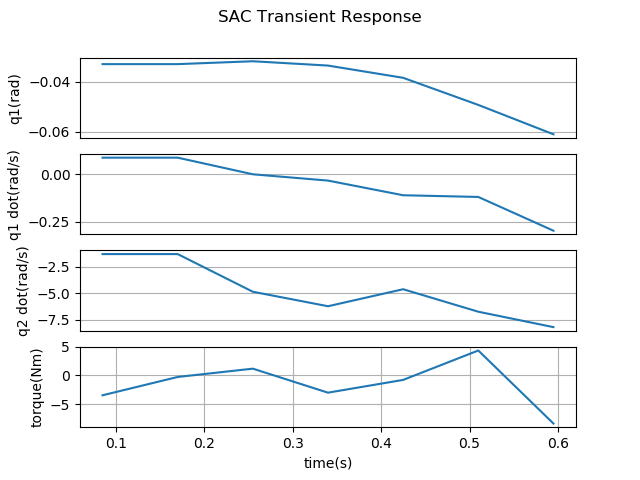 SAC Transient Response
q1(rad)
−0.04
−0.06
q1 dot(rad/s)
0.00
−0.25
q2 dot(rad/s)
−2.5
−5.0
−7.5
torque(Nm)
5
0
−5
0.1 0.2 0.3 0.4 0.5 0.6
time(s)